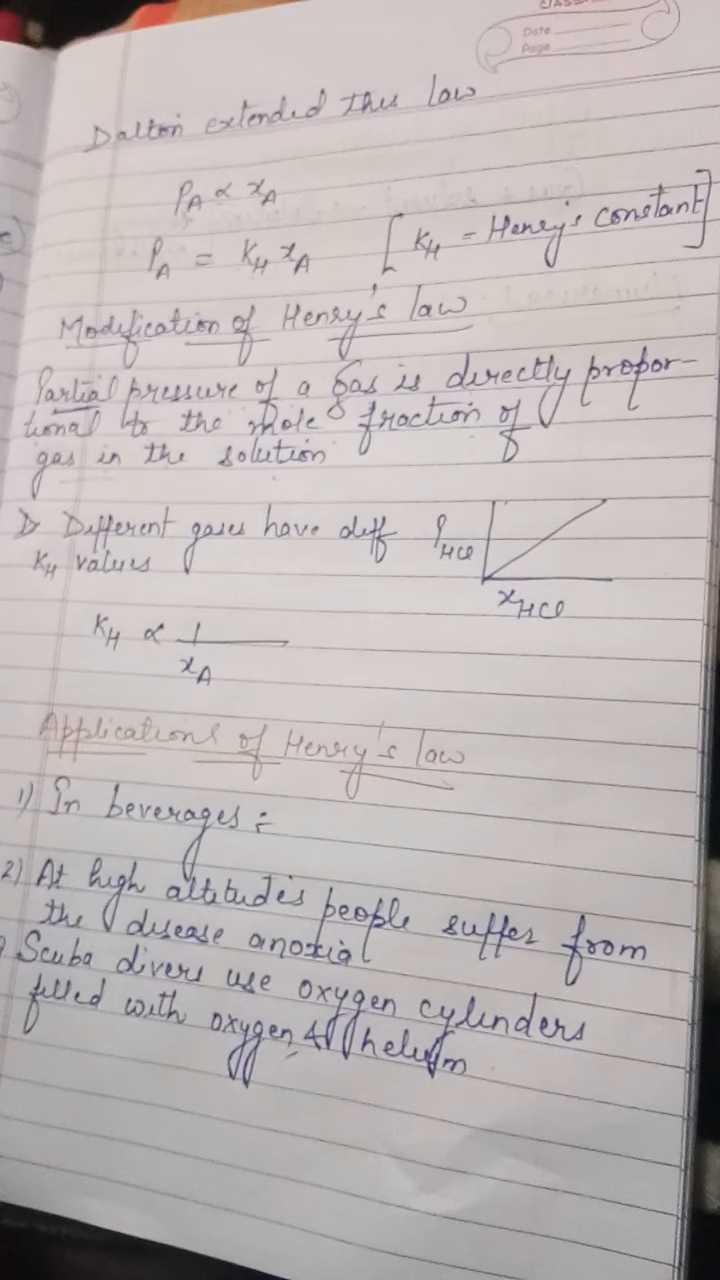 CLASS
Date
Page
Dalton extended this law
PA ∝ xA
PA = KH xA [KH - Henry's constant]
Modification of Henry's law
Partial pressure of a gas is directly propor-
tional to the mole fraction of
gas in the solution
Different gases have diff
KH values
PHCl
xHCl
KH ∝ 1
xA
Applications of Henry's law
1) In beverages :-
2) At high altitudes people suffer from
the disease anoxia
Scuba divers use oxygen cylinders
filled with oxygen & helium